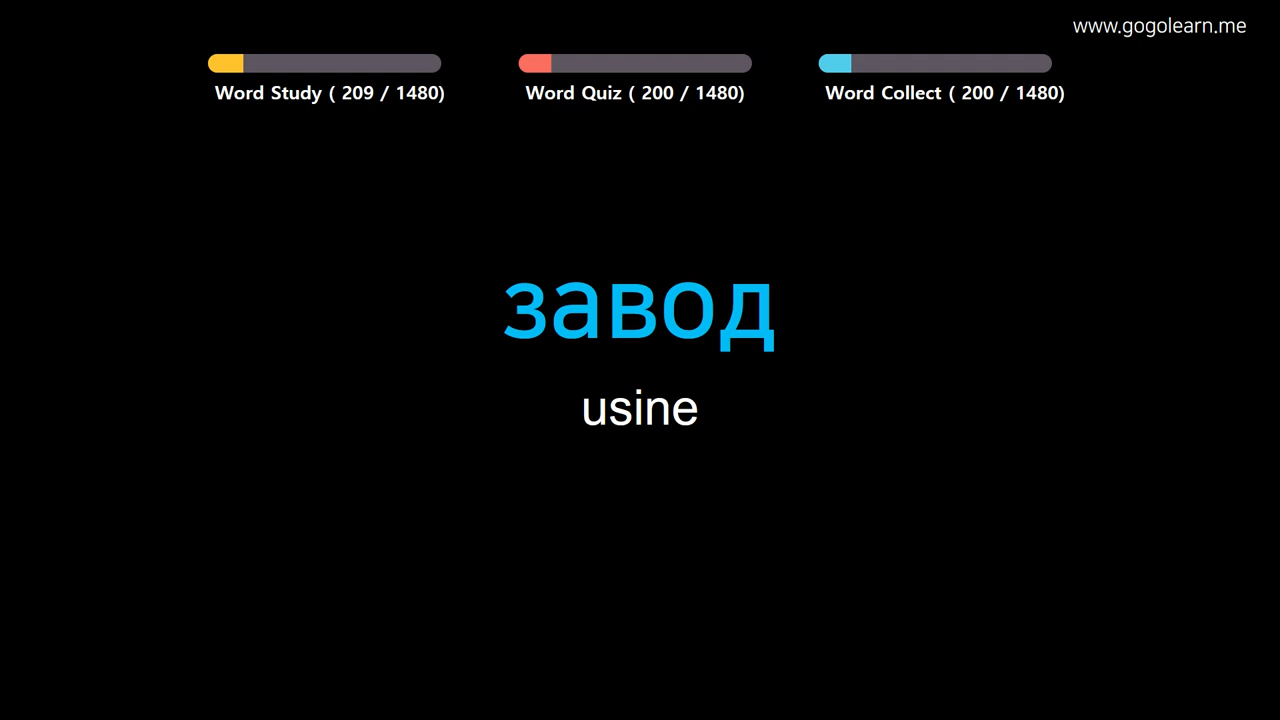 www.gogolearn.me
Word Study ( 209 / 1480)
Word Quiz ( 200 / 1480)
Word Collect ( 200 / 1480)
завод
usine